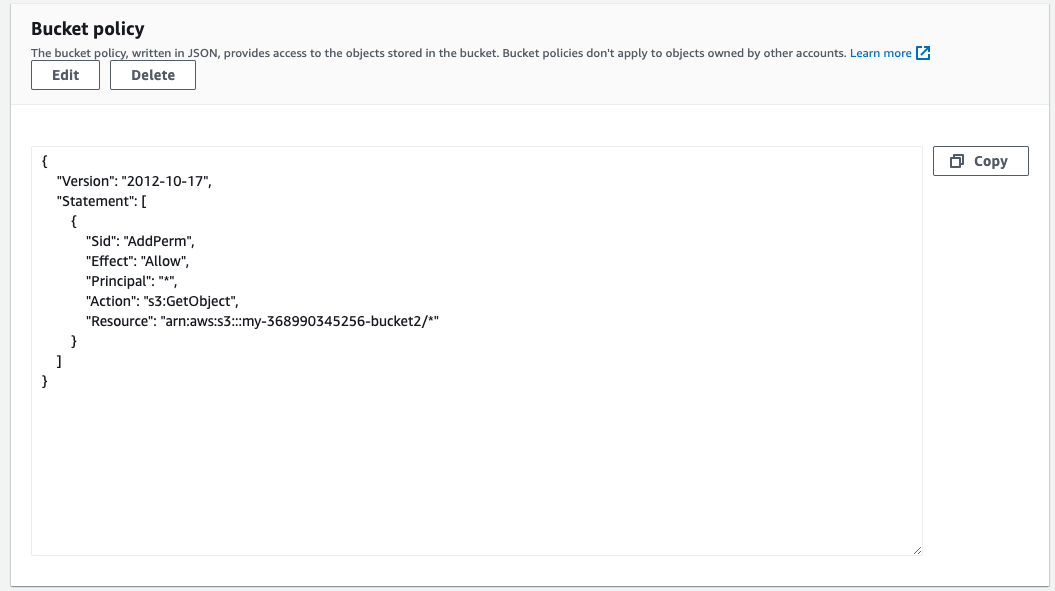 Bucket policy
The bucket policy, written in JSON, provides access to the objects stored in the bucket. Bucket policies don't apply to objects owned by other accounts. Learn more
Edit Delete
Copy
{
"Version": "2012-10-17",
"Statement": [
{
"Sid": "AddPerm",
"Effect": "Allow",
"Principal": "*",
"Action": "s3:GetObject",
"Resource": "arn:aws:s3:::my-368990345256-bucket2/*"
}
]
}